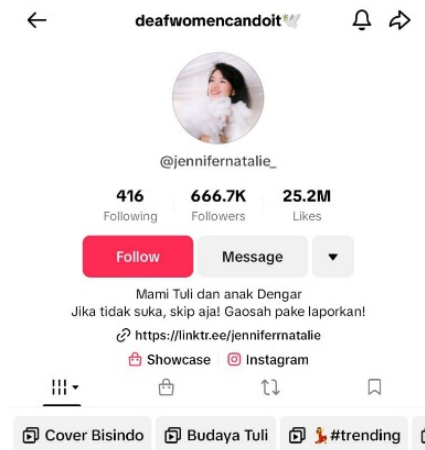 deafwomencandoit🕊️
@jennifernatalie_
416 666.7K 25.2M
Following Followers Likes
Follow Message
Mami Tuli dan anak Dengar
Jika tidak suka, skip aja! Gaosah pake laporkan!
https://linktr.ee/jenniferrnatalie
Showcase Instagram
Cover Bisindo Budaya Tuli 💃#trending